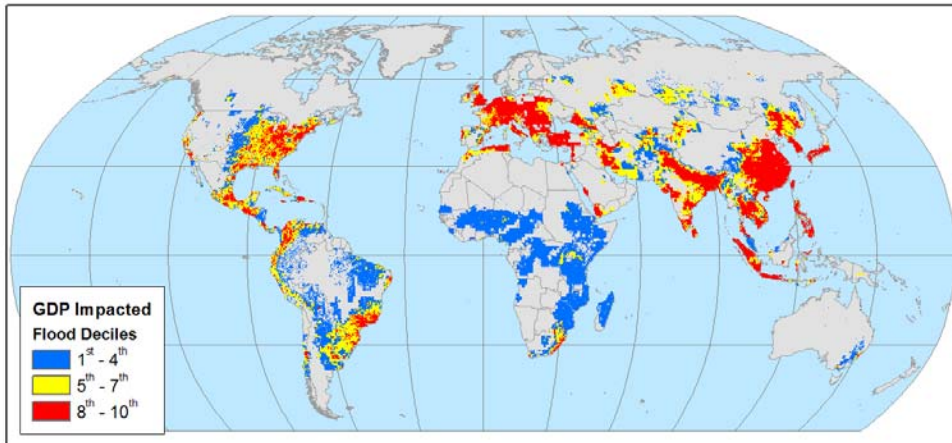 GDP Impacted
Flood Deciles
1st - 4th
5th - 7th
8th - 10th